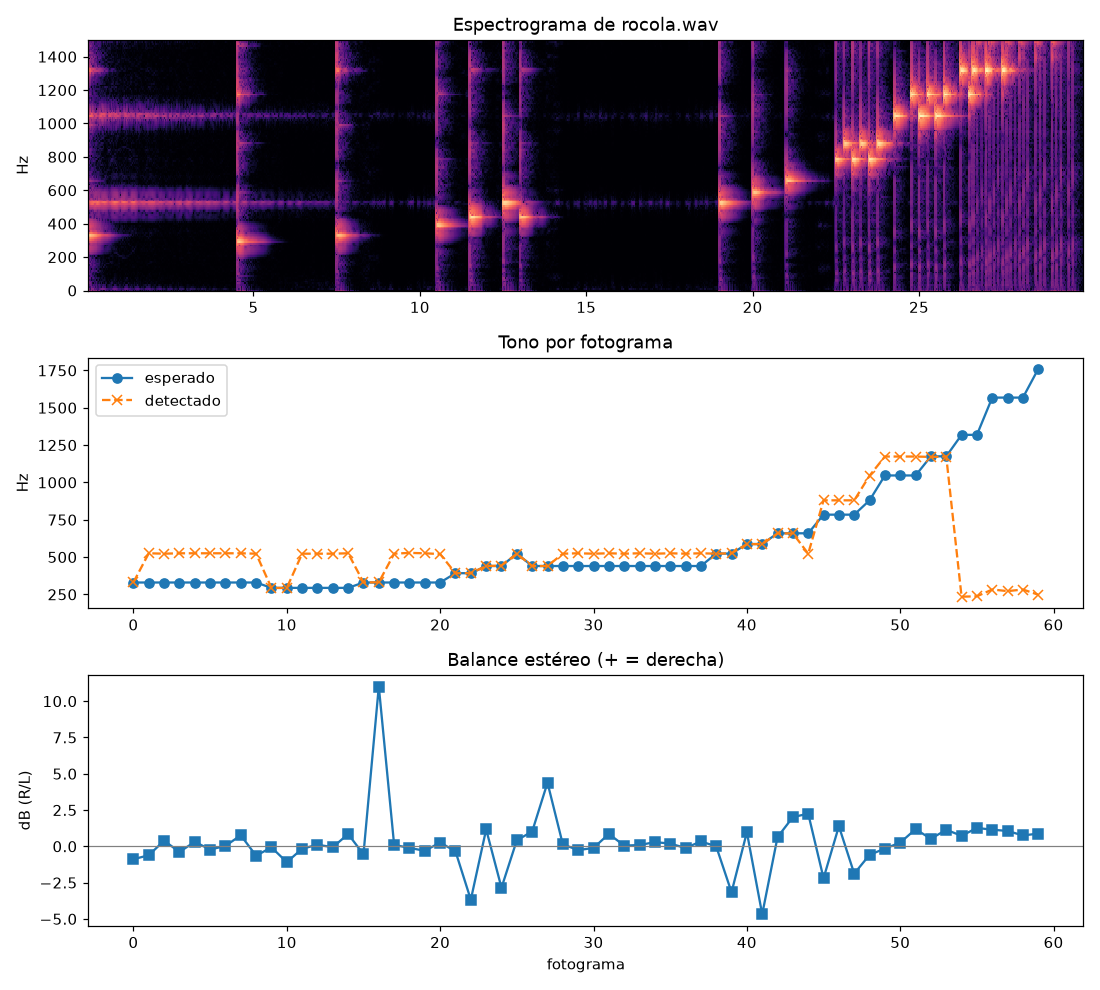 Espectrograma de rocola.wav
1400
1200
1000
800
600
400
200
0
Hz
5 10 15 20 25
Tono por fotograma
esperado
detectado
1750
1500
1250
1000
750
500
250
Hz
0 10 20 30 40 50 60
Balance estéreo (+ = derecha)
10.0
7.5
5.0
2.5
0.0
−2.5
−5.0
dB (R/L)
0 10 20 30 40 50 60
fotograma